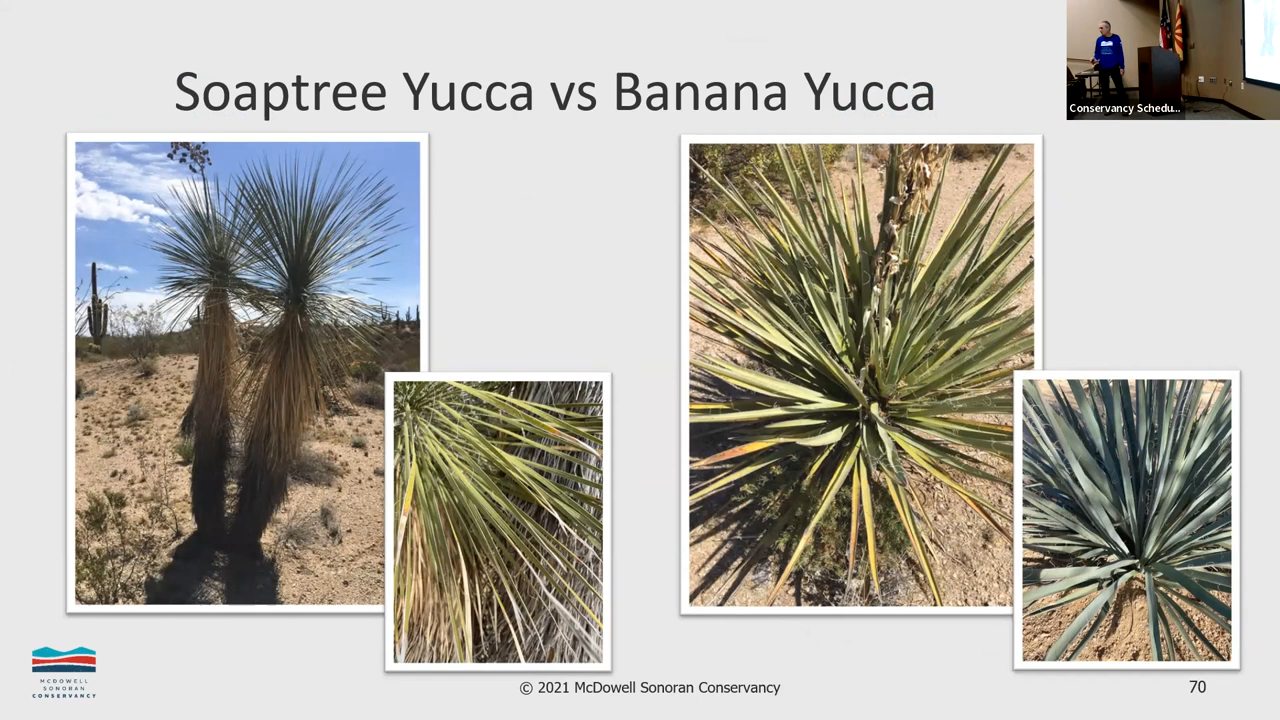 Soaptree Yucca vs Banana Yucca
Conservancy Schedu...
MCDOWELL
SONORAN
CONSERVANCY
© 2021 McDowell Sonoran Conservancy
70